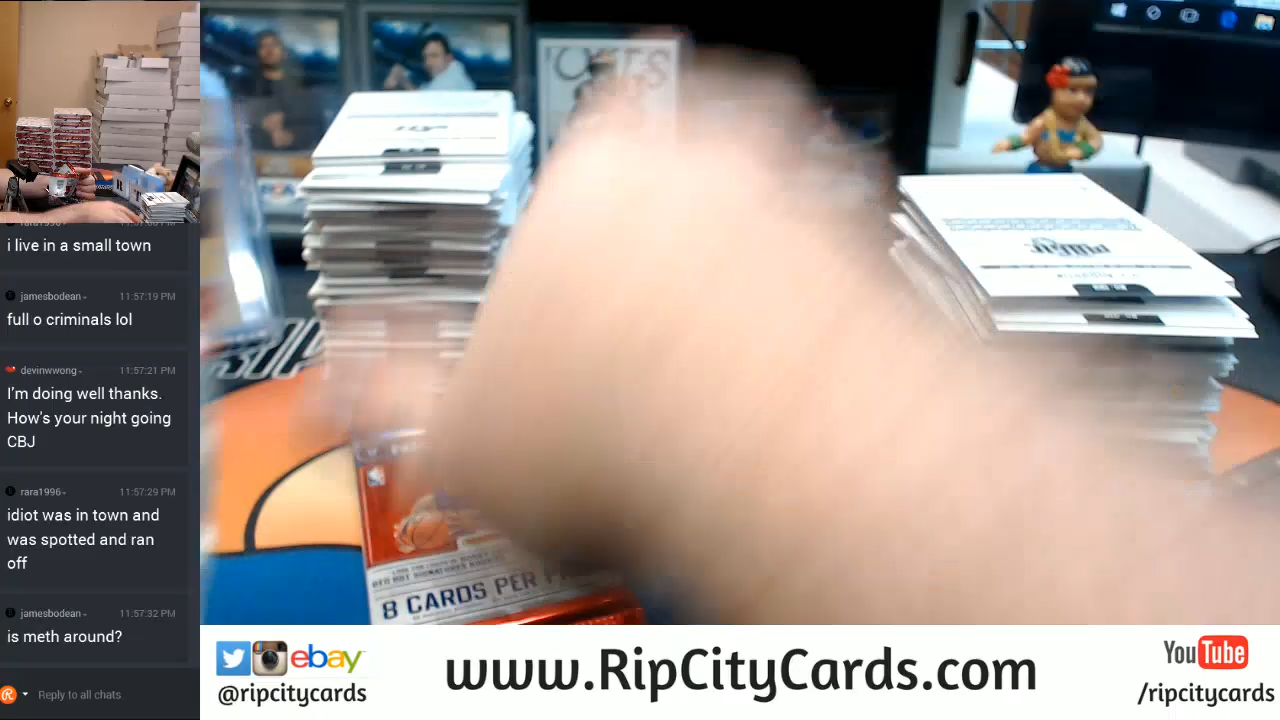 i live in a small town
jamesbodean
11:57:19 PM
full o criminals lol
devinwwong
11:57:21 PM
I'm doing well thanks.
How's your night going
CBJ
rara1996
11:57:29 PM
idiot was in town and
was spotted and ran
off
jamesbodean
11:57:32 PM
is meth around?
Reply to all chats
RIP
8 CARDS PER
ebay
@ripcitycards
www.RipCityCards.com
YouTube
/ripcitycards